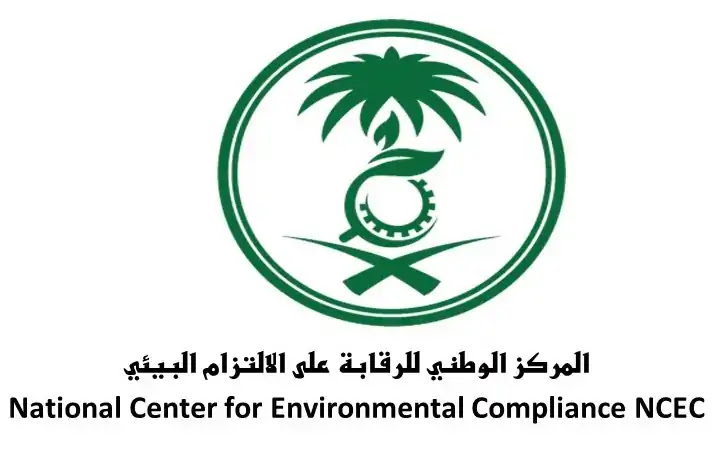 المركز الوطني للرقابة على الالتزام البيئي
National Center for Environmental Compliance NCEC